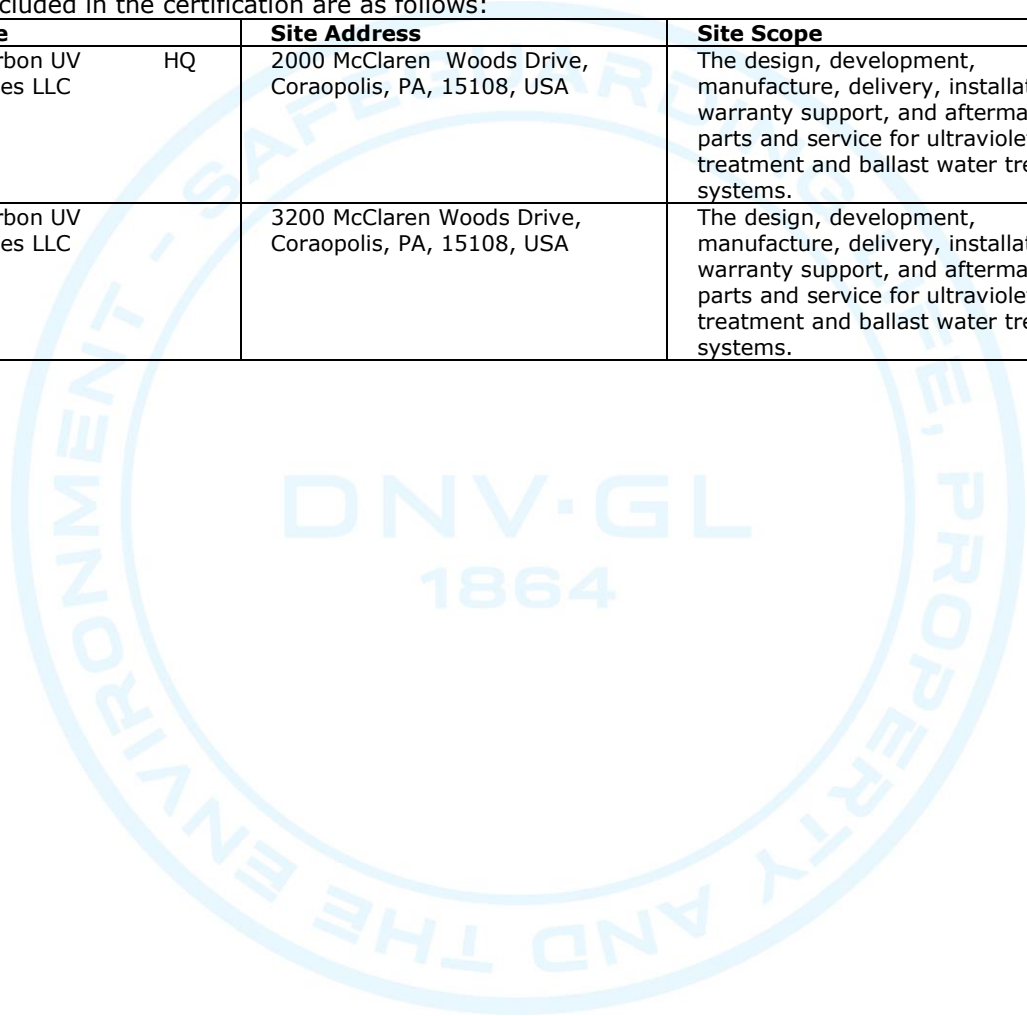 cluded in the certification are as follows:
e Site Address Site Scope
rbon UV HQ 2000 McClaren Woods Drive, The design, development,
es LLC Coraopolis, PA, 15108, USA manufacture, delivery, installat
warranty support, and afterma
parts and service for ultraviole
treatment and ballast water tre
systems.
rbon UV 3200 McClaren Woods Drive, The design, development,
es LLC Coraopolis, PA, 15108, USA manufacture, delivery, installat
warranty support, and afterma
parts and service for ultraviole
treatment and ballast water tre
systems.
SAFEGUARDING FE, PROPERTY AND THE ENVIRONMENT -
DNV·GL
1864